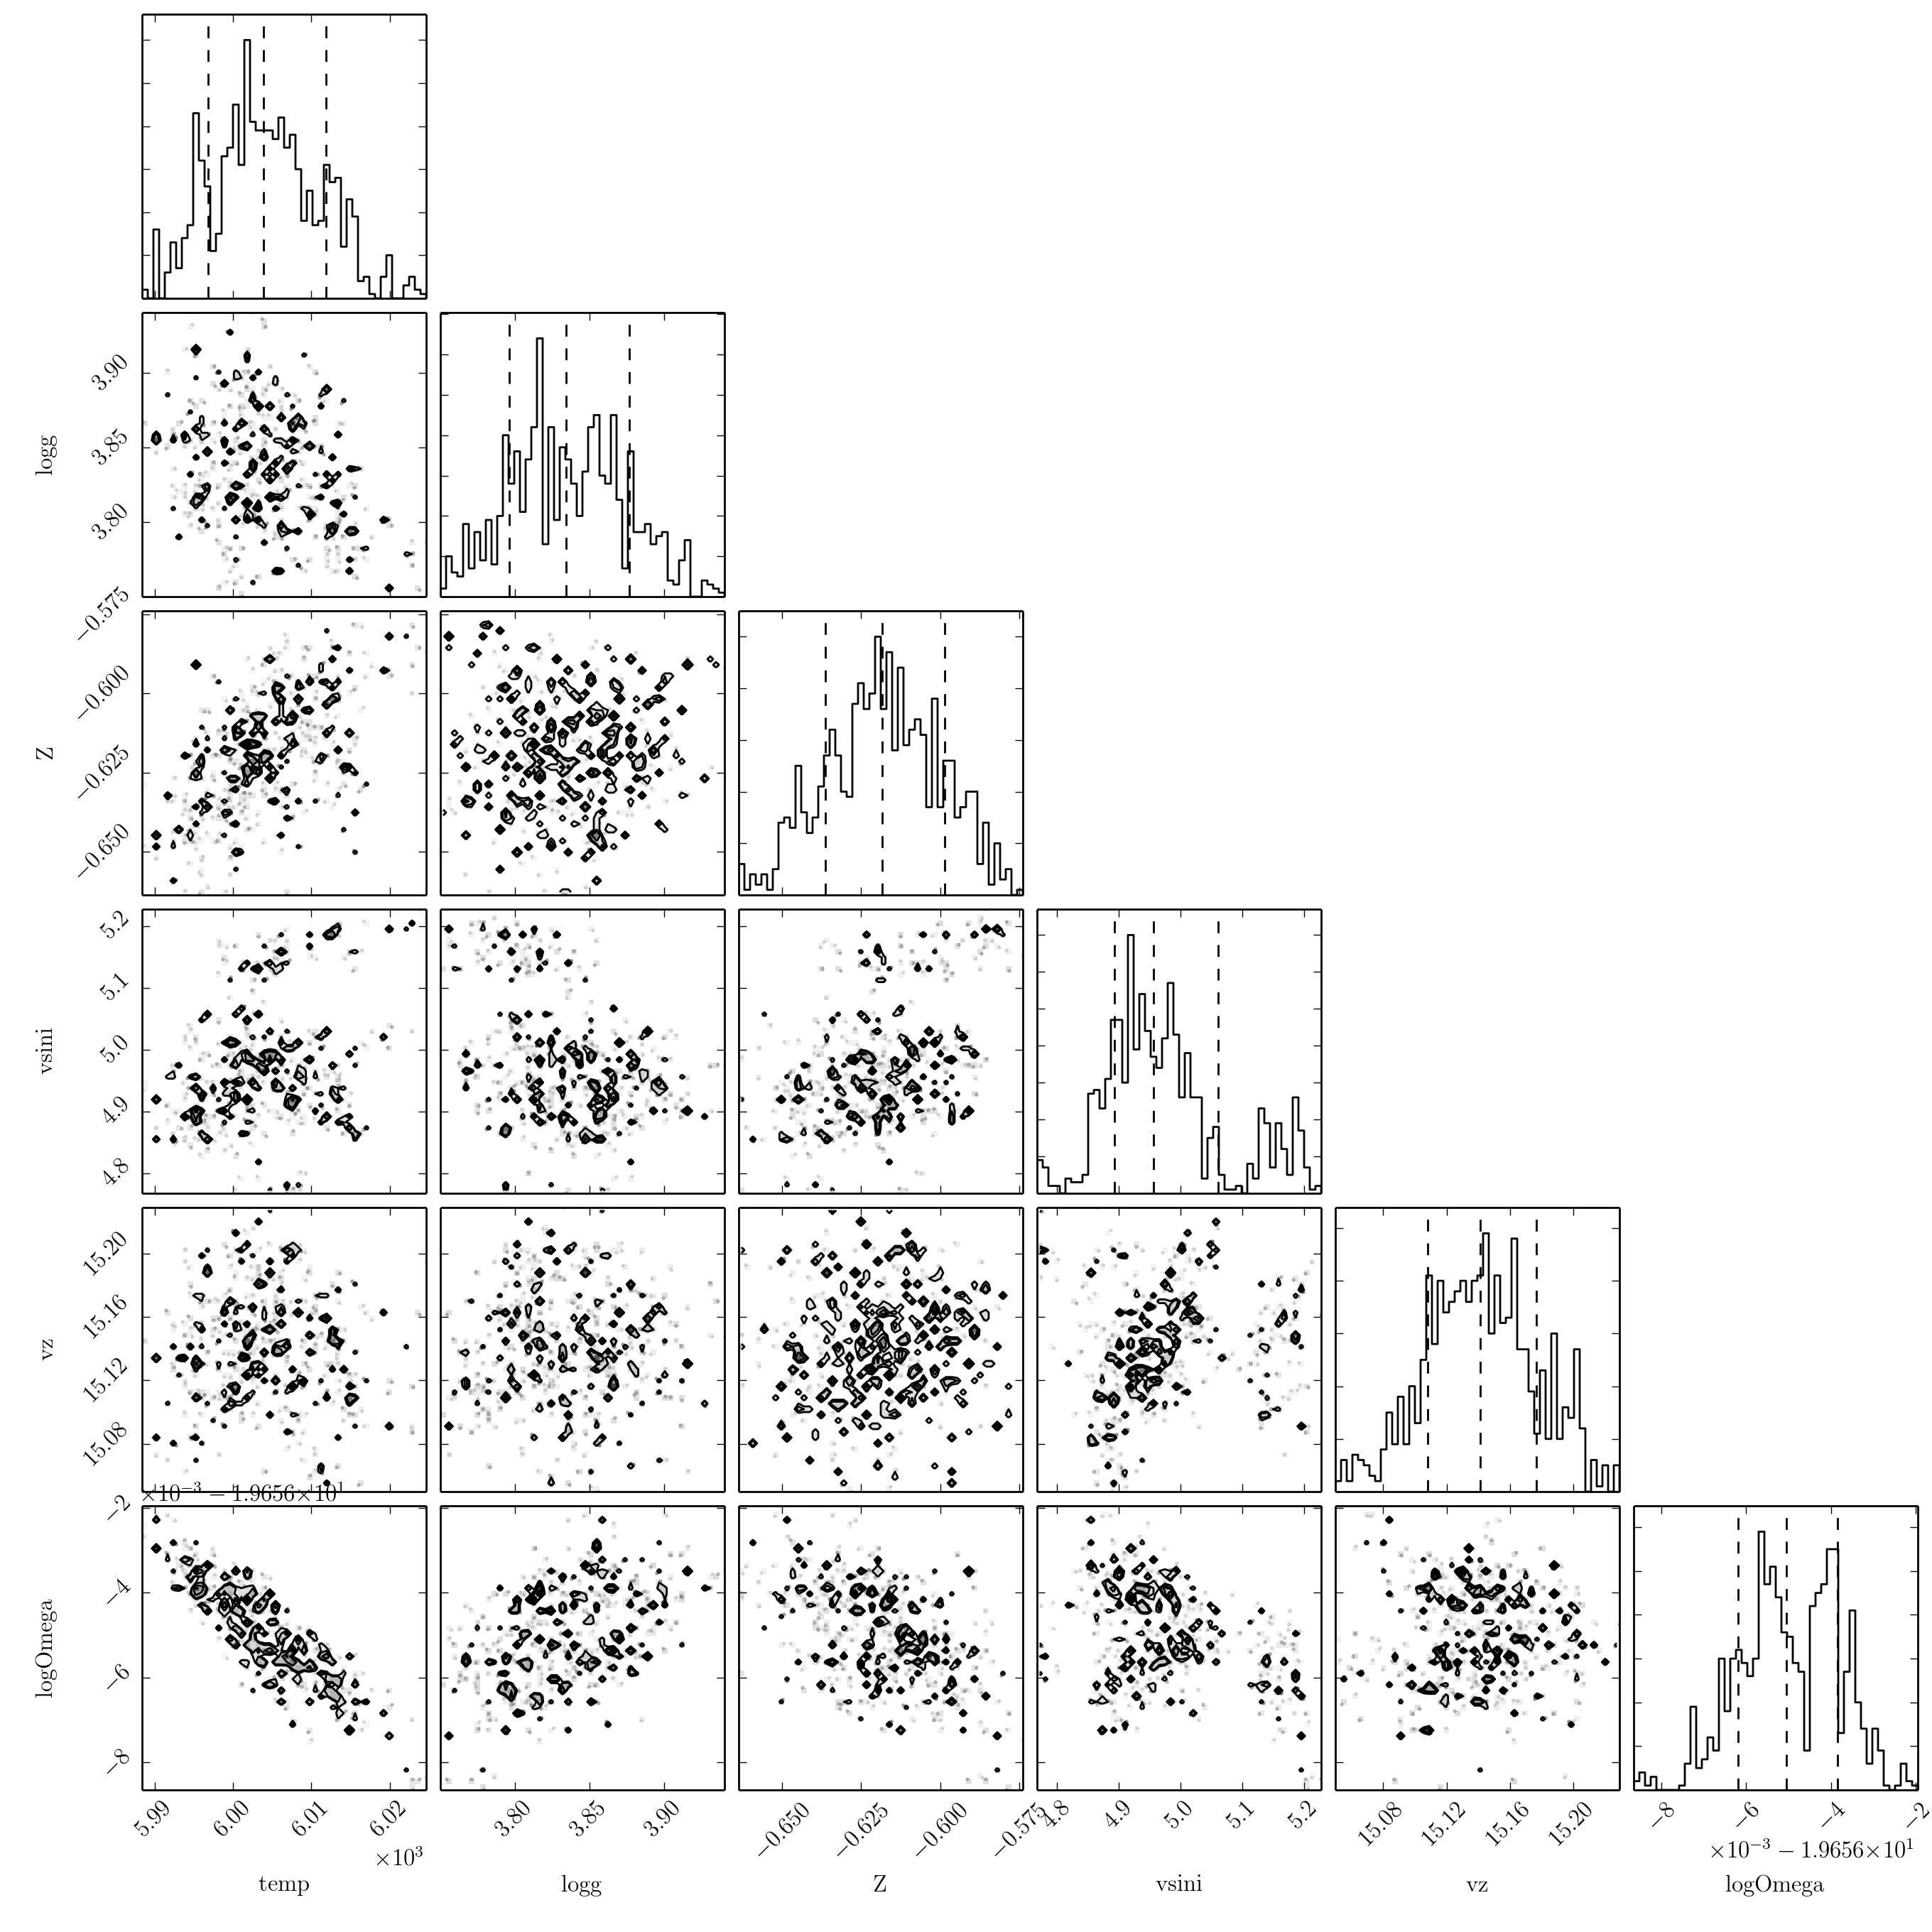 3.90
3.85
3.80
logg
−0.575
−0.600
−0.625
−0.650
Z
5.2
5.1
5.0
4.9
4.8
vsini
15.20
15.16
15.12
15.08
vz
×10⁻³ − 1.9656×10¹
−2
−4
−6
−8
logOmega
5.99 6.00 6.01 6.02
×10³
temp
3.80 3.85 3.90
logg
−0.650 −0.625 −0.600 −0.575
Z
4.8 4.9 5.0 5.1 5.2
vsini
15.08 15.12 15.16 15.20
vz
−8 −6 −4 −2
×10⁻³ − 1.9656×10¹
logOmega